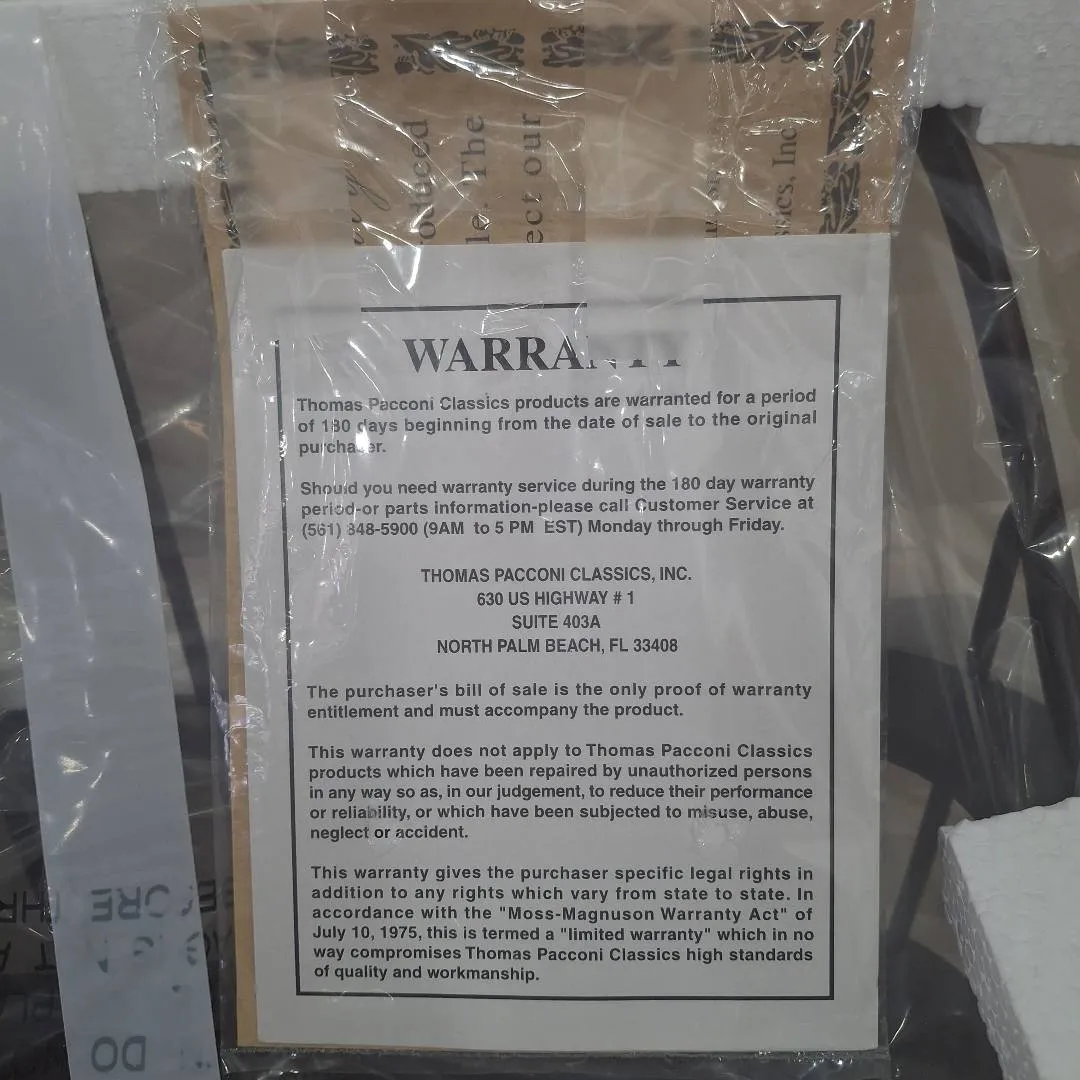 oduced
le. The
ect our
sics, Inc
WARRANTY
Thomas Pacconi Classics products are warranted for a period
of 180 days beginning from the date of sale to the original
purchaser.
Should you need warranty service during the 180 day warranty
period-or parts information-please call Customer Service at
(561) 848-5900 (9AM to 5 PM EST) Monday through Friday.
THOMAS PACCONI CLASSICS, INC.
630 US HIGHWAY # 1
SUITE 403A
NORTH PALM BEACH, FL 33408
The purchaser's bill of sale is the only proof of warranty
entitlement and must accompany the product.
This warranty does not apply to Thomas Pacconi Classics
products which have been repaired by unauthorized persons
in any way so as, in our judgement, to reduce their performance
or reliability, or which have been subjected to misuse, abuse,
neglect or accident.
This warranty gives the purchaser specific legal rights in
addition to any rights which vary from state to state. In
accordance with the "Moss-Magnuson Warranty Act" of
July 10, 1975, this is termed a "limited warranty" which in no
way compromises Thomas Pacconi Classics high standards
of quality and workmanship.
DO